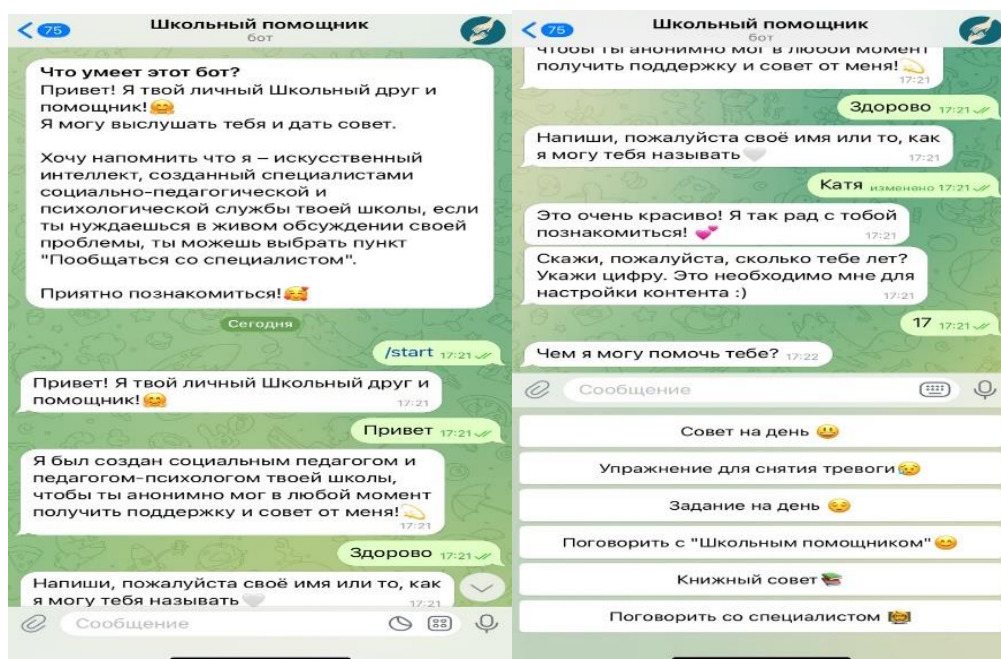 75
Школьный помощник
бот
Что умеет этот бот?
Привет! Я твой личный Школьный друг и
помощник!🤗
Я могу выслушать тебя и дать совет.
Хочу напомнить что я – искусственный
интеллект, созданный специалистами
социально-педагогической и
психологической службы твоей школы, если
ты нуждаешься в живом обсуждении своей
проблемы, ты можешь выбрать пункт
"Пообщаться со специалистом".
Приятно познакомиться!🥰
Сегодня
/start 17:21
Привет! Я твой личный Школьный друг и
помощник!🤗 17:21
Привет 17:21
Я был создан социальным педагогом и
педагогом-психологом твоей школы,
чтобы ты анонимно мог в любой момент
получить поддержку и совет от меня!💫
17:21
Здорово 17:21
Напиши, пожалуйста своё имя или то, как
я могу тебя называть🤍 17:21
Сообщение
75
Школьный помощник
бот
чтобы ты анонимно мог в любой момент
получить поддержку и совет от меня!💫
17:21
Здорово 17:21
Напиши, пожалуйста своё имя или то, как
я могу тебя называть🤍 17:21
Катя изменено 17:21
Это очень красиво! Я так рад с тобой
познакомиться! 💕 17:21
Скажи, пожалуйста, сколько тебе лет?
Укажи цифру. Это необходимо мне для
настройки контента :) 17:21
17 17:21
Чем я могу помочь тебе? 17:22
Сообщение
Совет на день 😃
Упражнение для снятия тревоги😥
Задание на день 😌
Поговорить с "Школьным помощником"😊
Книжный совет📚
Поговорить со специалистом 👩‍🏫